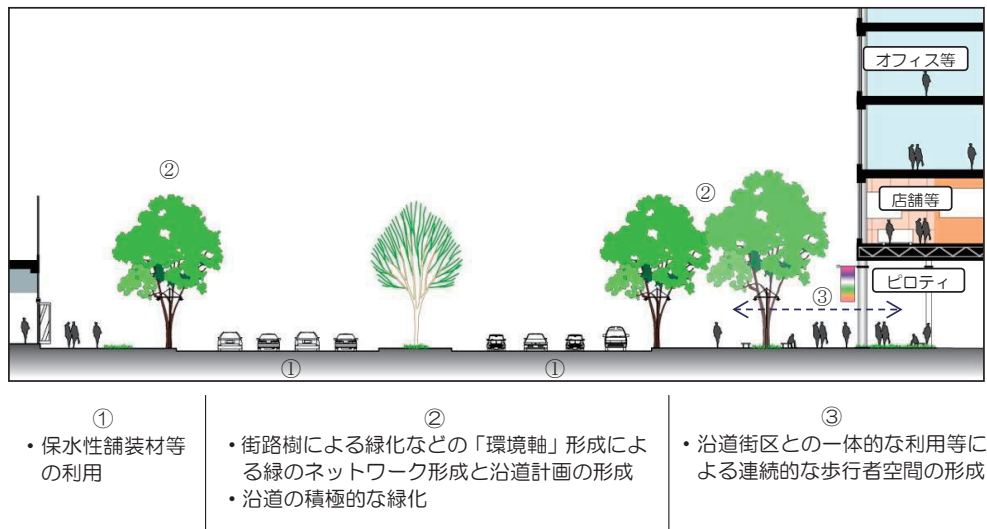 オフィス等
②
②
店舗等
ピロティ
③
①
①
①
・保水性舗装材等
の利用
②
・街路樹による緑化などの「環境軸」形成によ
る緑のネットワーク形成と沿道計画の形成
・沿道の積極的な緑化
③
・沿道街区との一体的な利用等に
よる連続的な歩行者空間の形成